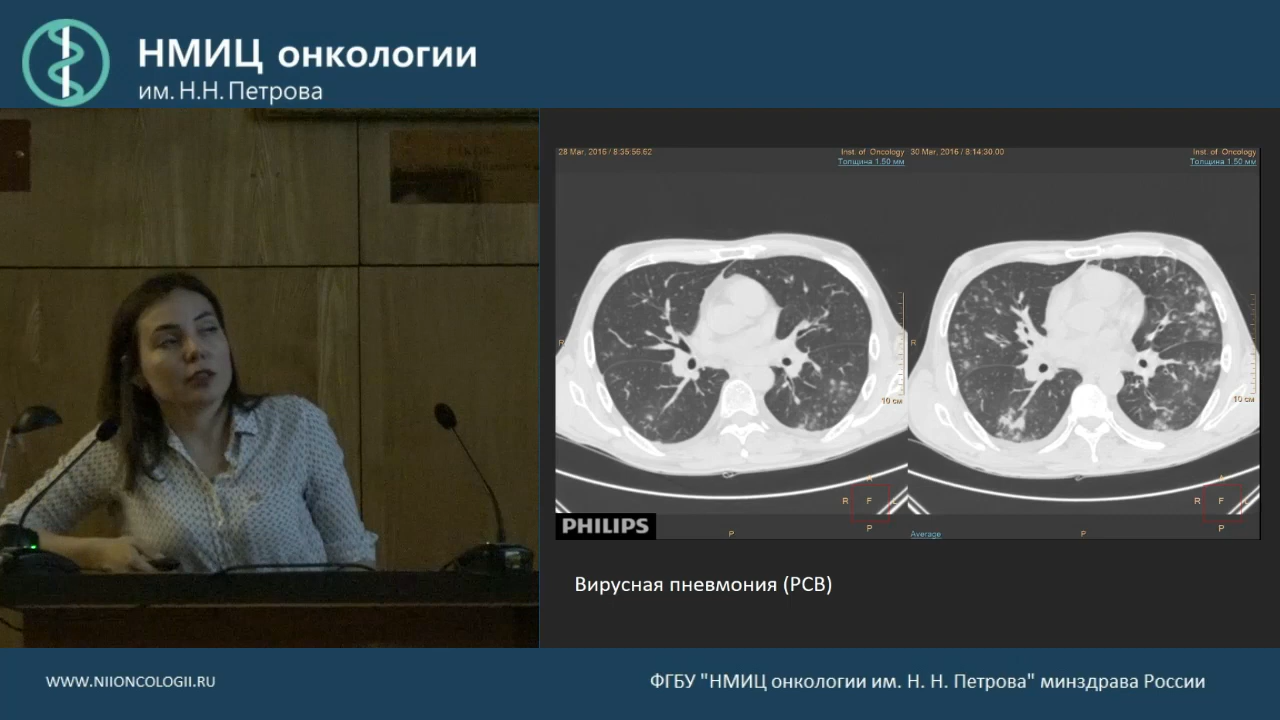 НМИЦ онкологии
им. Н.Н. Петрова
28 Mar, 2016 / 8:35:56.62
Inst. of Oncology
Толщина 1.50 мм
30 Mar, 2016 / 8:14:30.00
Inst. of Oncology
Толщина 1.50 мм
R
R
10 см
10 см
A
R F L
P
A
R F L
P
PHILIPS
P
Average
P
Вирусная пневмония (РСВ)
WWW.NIIONCOLOGII.RU
ФГБУ "НМИЦ онкологии им. Н. Н. Петрова" минздрава России